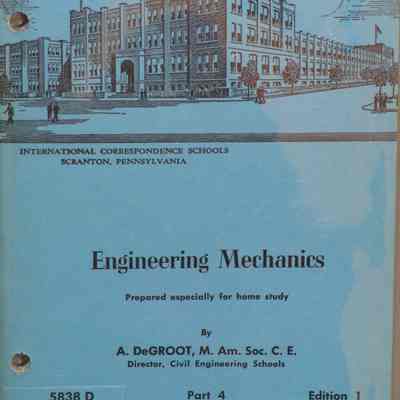 INTERNATIONAL CORRESPONDENCE SCHOOLS
SCRANTON, PENNSYLVANIA
Engineering Mechanics
Prepared especially for home study
By
A. DeGROOT, M. Am. Soc. C. E.
Director, Civil Engineering Schools
5838 D Part 4 Edition 1